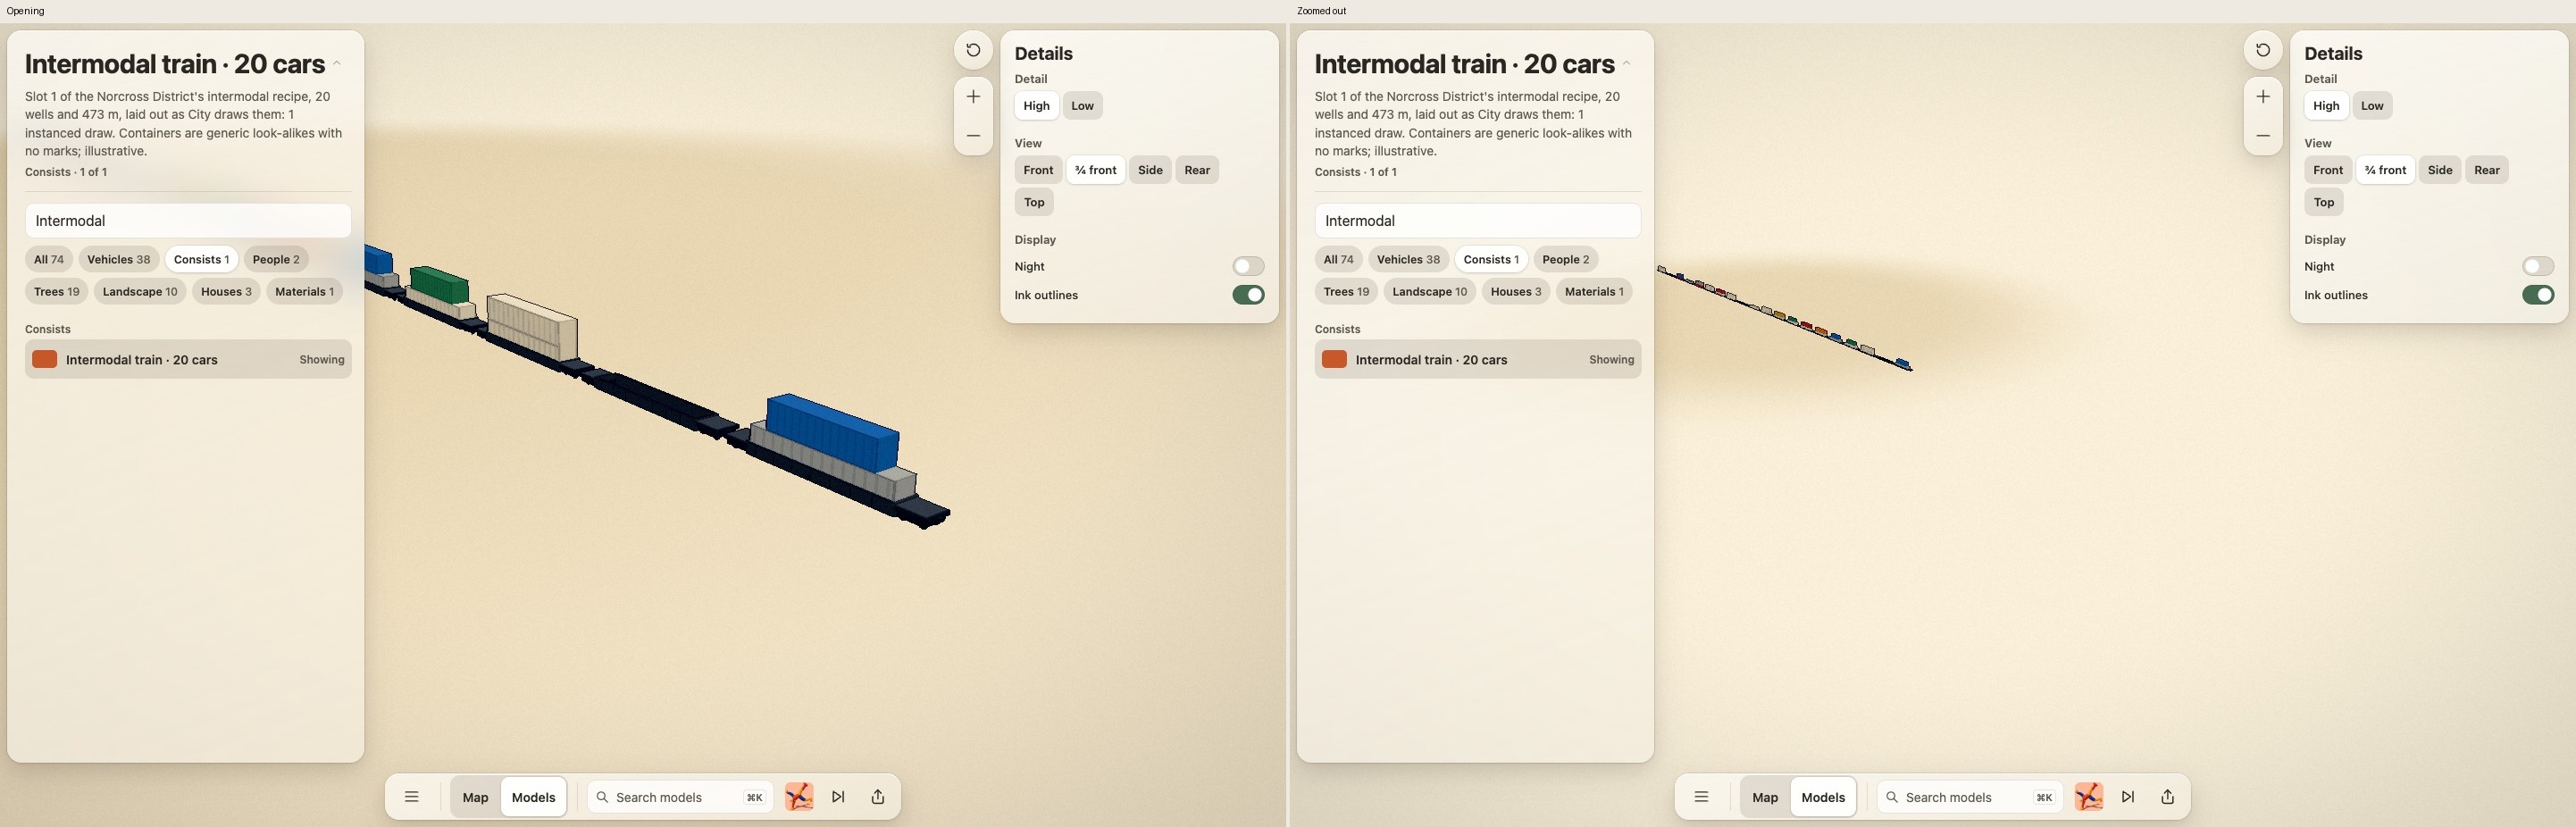 Opening
Intermodal train · 20 cars
Slot 1 of the Norcross District's intermodal recipe, 20
wells and 473 m, laid out as City draws them: 1
instanced draw. Containers are generic look-alikes with
no marks; illustrative.
Consists · 1 of 1
Intermodal
All 74 Vehicles 38 Consists 1 People 2
Trees 19 Landscape 10 Houses 3 Materials 1
Consists
Intermodal train · 20 cars Showing
Details
Detail
High Low
View
Front ¾ front Side Rear
Top
Display
Night
Ink outlines
Map Models Search models ⌘K
Zoomed out
Intermodal train · 20 cars
Slot 1 of the Norcross District's intermodal recipe, 20
wells and 473 m, laid out as City draws them: 1
instanced draw. Containers are generic look-alikes with
no marks; illustrative.
Consists · 1 of 1
Intermodal
All 74 Vehicles 38 Consists 1 People 2
Trees 19 Landscape 10 Houses 3 Materials 1
Consists
Intermodal train · 20 cars Showing
Details
Detail
High Low
View
Front ¾ front Side Rear
Top
Display
Night
Ink outlines
Map Models Search models ⌘K